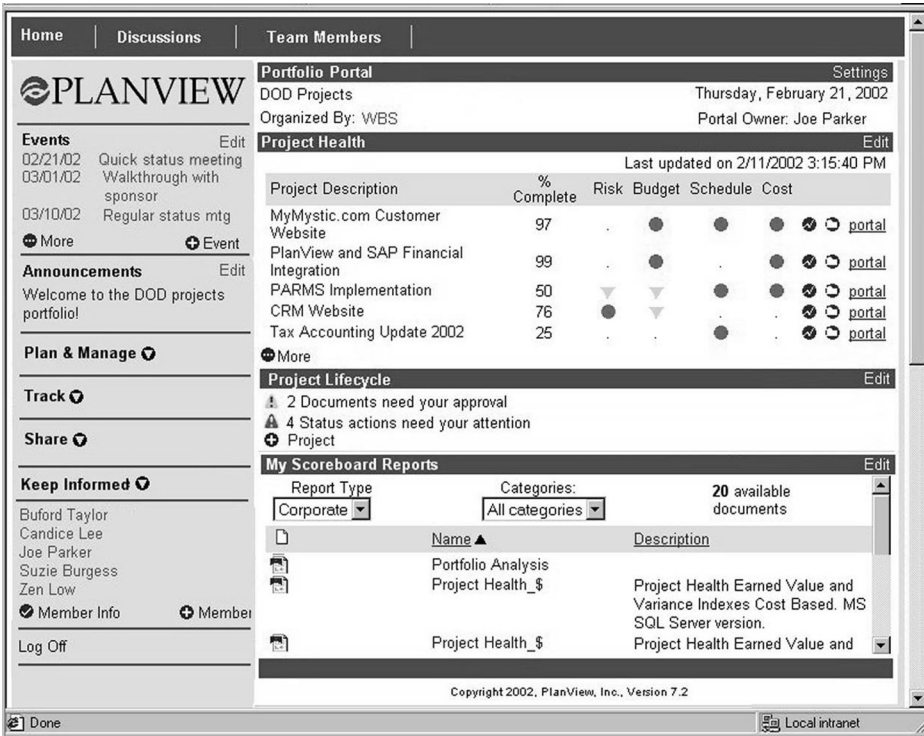 Home Discussions Team Members
PLANVIEW
Events Edit
02/21/02 Quick status meeting
03/01/02 Walkthrough with
sponsor
03/10/02 Regular status mtg
More Event
Announcements Edit
Welcome to the DOD projects
portfolio!
Plan & Manage
Track
Share
Keep Informed
Buford Taylor
Candice Lee
Joe Parker
Suzie Burgess
Zen Low
Member Info Member
Log Off
Portfolio Portal Settings
DOD Projects Thursday, February 21, 2002
Organized By: WBS Portal Owner: Joe Parker
Project Health Edit
Last updated on 2/11/2002 3:15:40 PM
Project Description % Complete Risk Budget Schedule Cost
MyMystic.com Customer
Website 97 portal
PlanView and SAP Financial
Integration 99 portal
PARMS Implementation 50 portal
CRM Website 76 portal
Tax Accounting Update 2002 25 portal
More
Project Lifecycle Edit
2 Documents need your approval
4 Status actions need your attention
Project
My Scoreboard Reports Edit
Report Type Categories: 20 available
Corporate All categories documents
Name Description
Portfolio Analysis
Project Health_$ Project Health Earned Value and
Variance Indexes Cost Based. MS
SQL Server version.
Project Health_$ Project Health Earned Value and
Copyright 2002, PlanView, Inc., Version 7.2
Done Local intranet